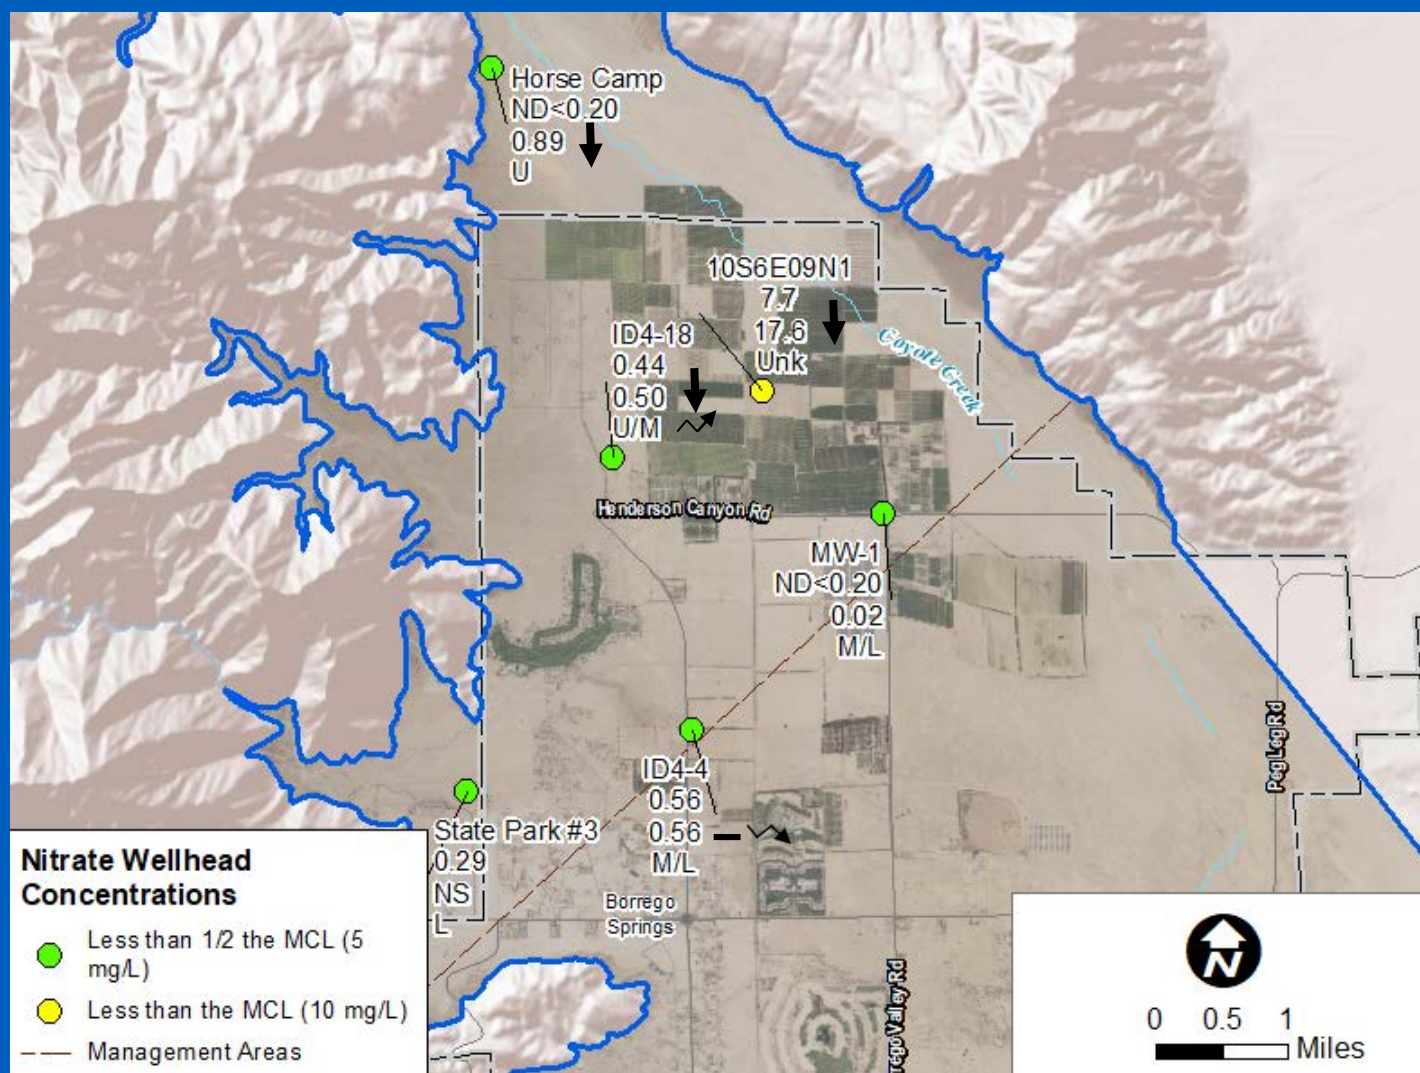 Horse Camp
ND<0.20
0.89
U
10S6E09N1
7.7
17.6
Unk
ID4-18
0.44
0.50
U/M
Coyote Creek
Henderson Canyon Rd
MW-1
ND<0.20
0.02
M/L
ID4-4
0.56
0.56
M/L
Peg Leg Rd
State Park #3
0.29
NS
L
Borrego
Springs
Valley Rd
Nitrate Wellhead
Concentrations
Less than 1/2 the MCL (5
mg/L)
Less than the MCL (10 mg/L)
Management Areas
N
0 0.5 1
Miles